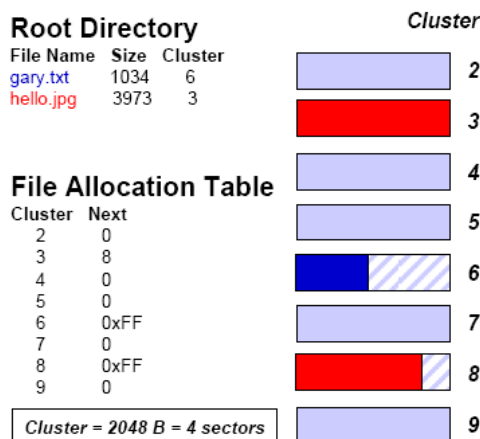 Root Directory
File Name Size Cluster
gary.txt 1034 6
hello.jpg 3973 3
File Allocation Table
Cluster Next
2 0
3 8
4 0
5 0
6 0xFF
7 0
8 0xFF
9 0
Cluster = 2048 B = 4 sectors
Cluster
2
3
4
5
6
7
8
9